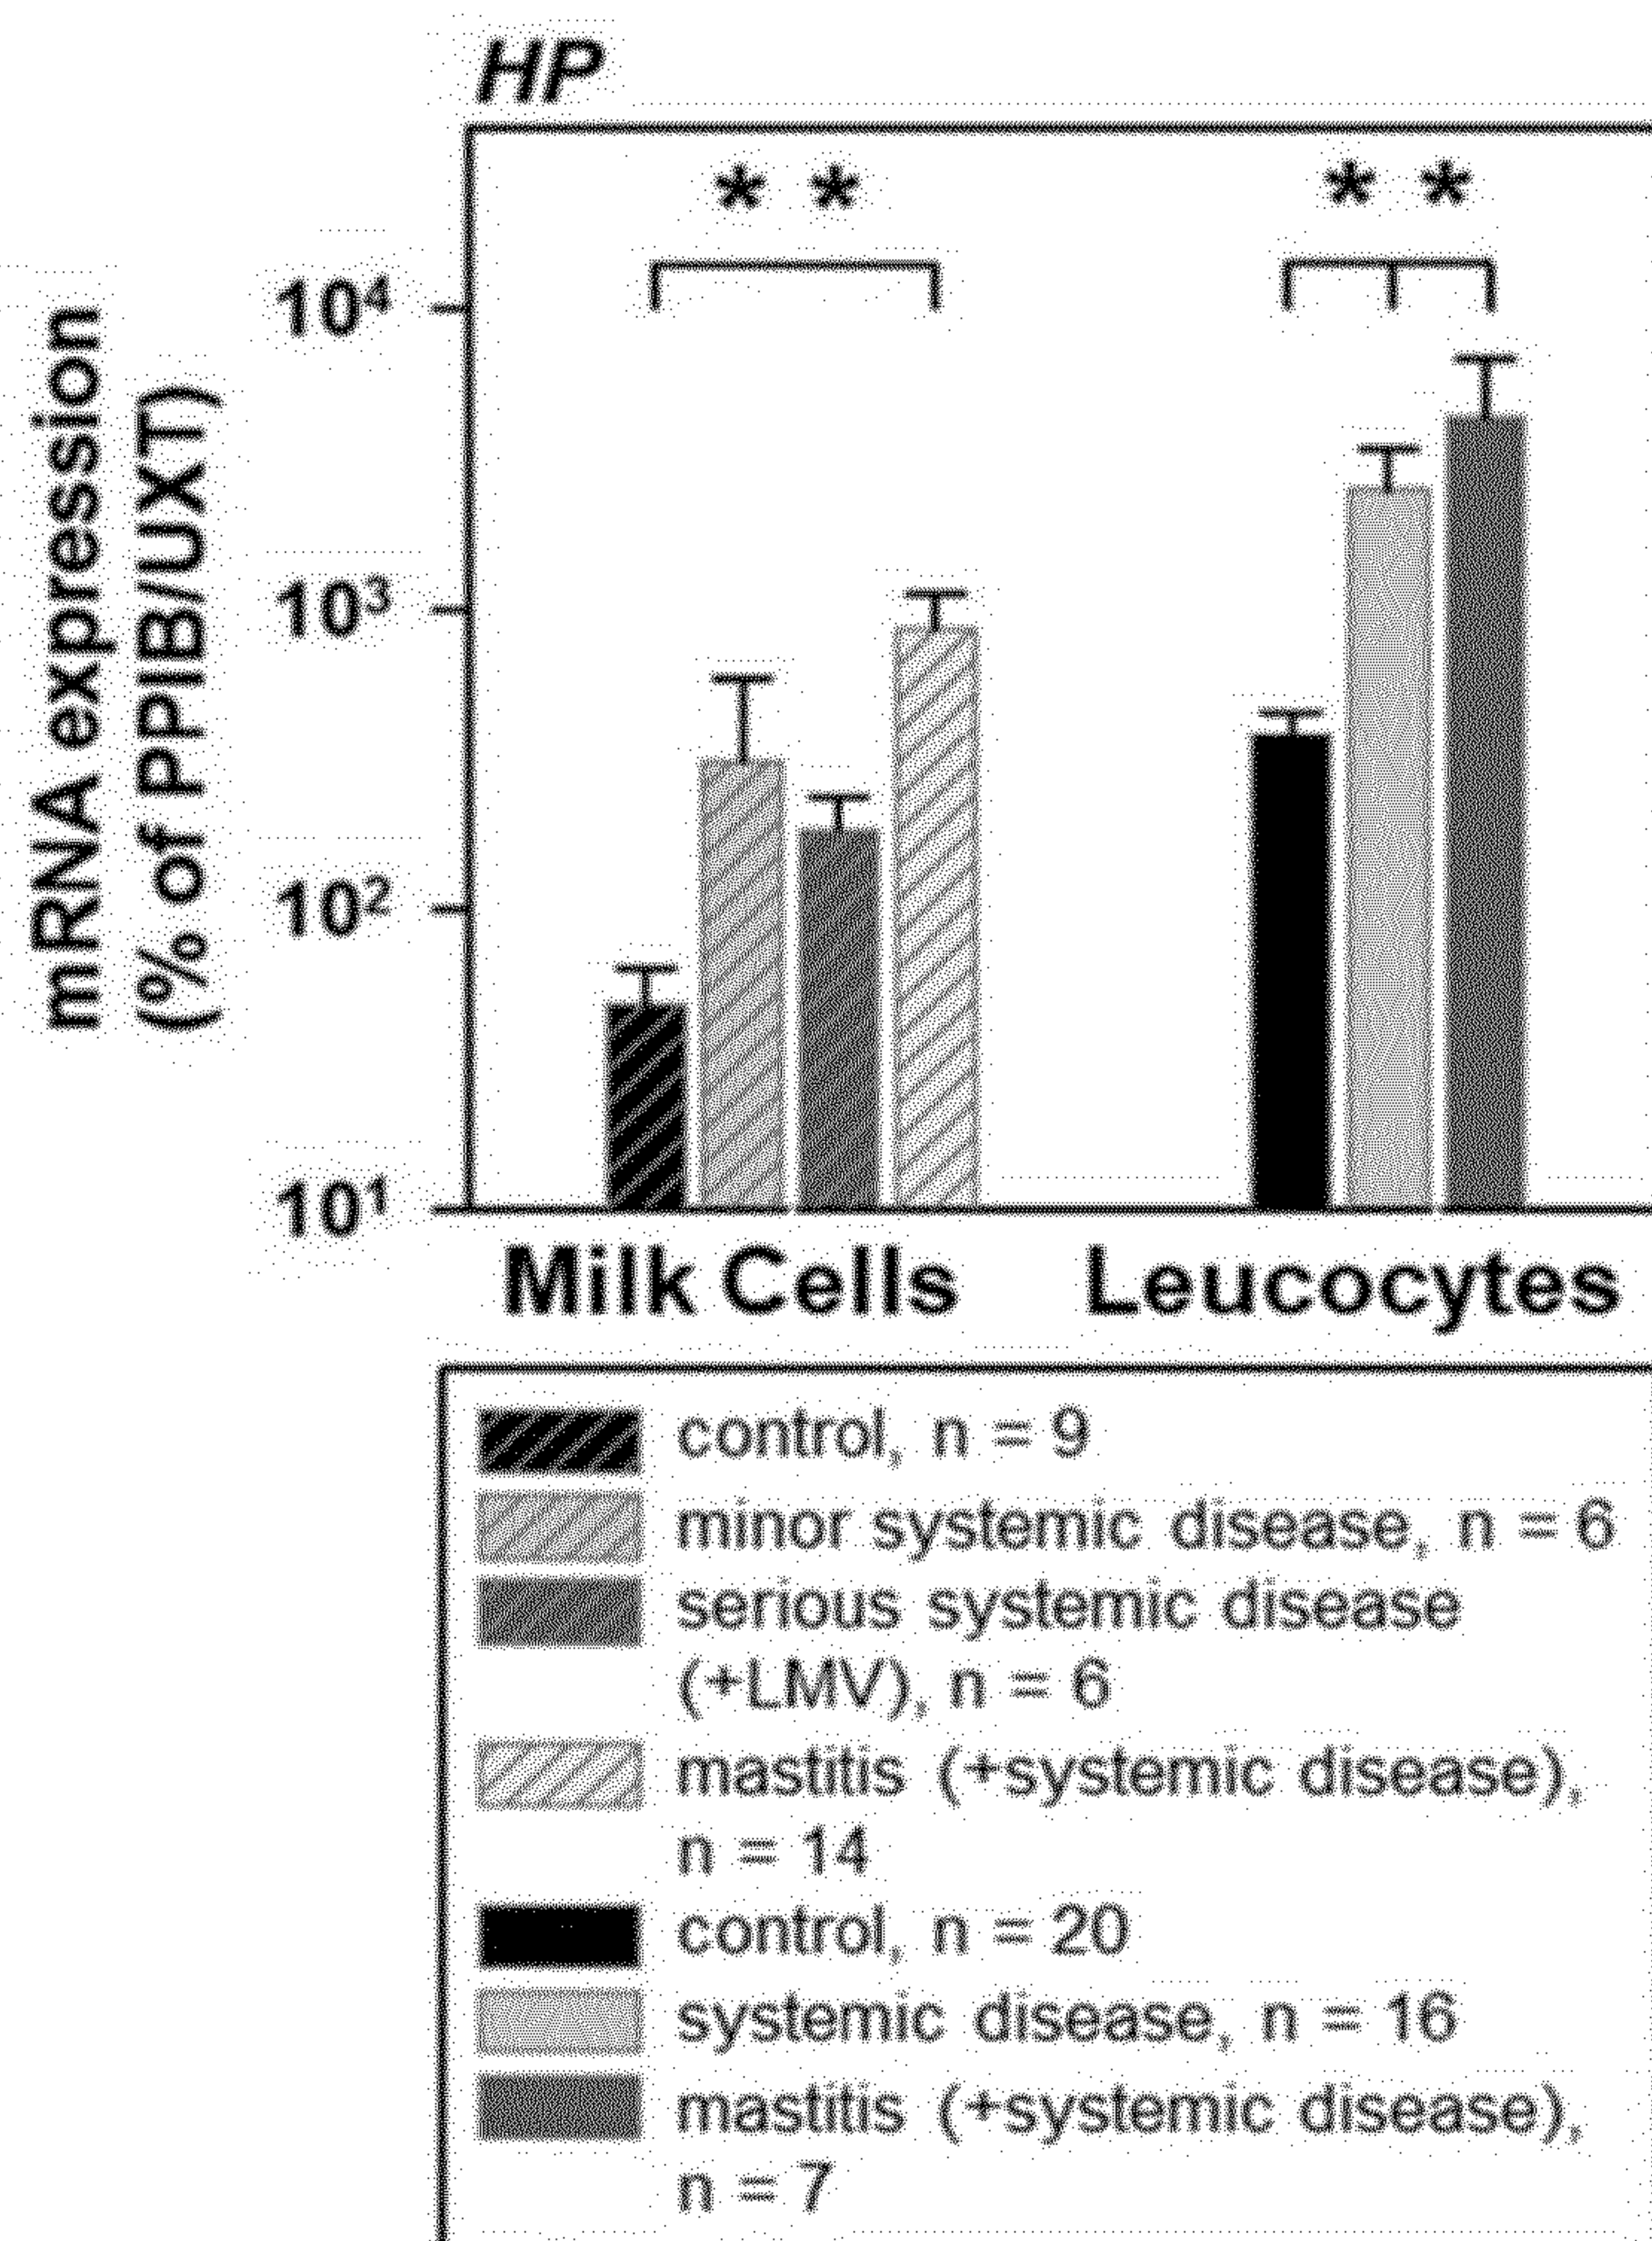 HP
* *
* *
mRNA expression
(% of PPIB/UXT)
10⁴
10³
10²
10¹
Milk Cells
Leucocytes
control, n = 9
minor systemic disease, n = 6
serious systemic disease
(+LMV), n = 6
mastitis (+systemic disease),
n = 14
control, n = 20
systemic disease, n = 16
mastitis (+systemic disease),
n = 7